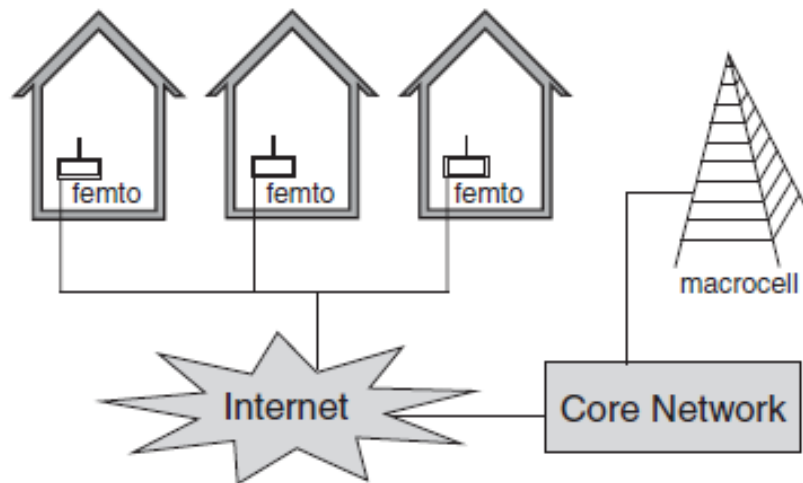 femto
femto
femto
macrocell
Internet
Core Network